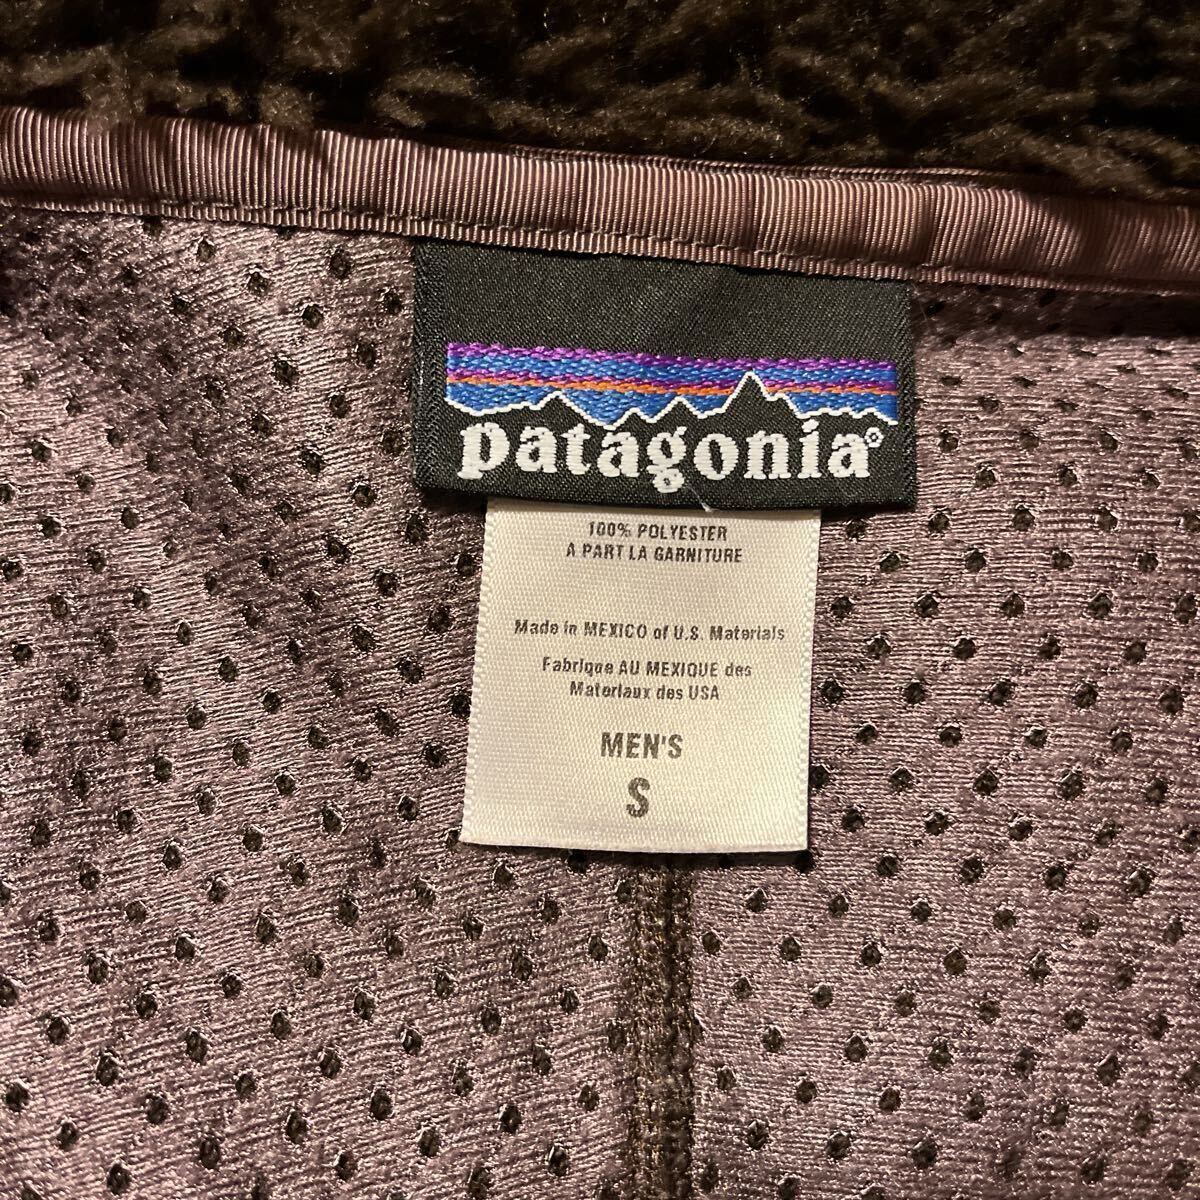 patagonia®
100% POLYESTER
A PART LA GARNITURE
Made in MEXICO of U.S. Materials
Fabrique AU MEXIQUE des
Materiaux des USA
MEN'S
S